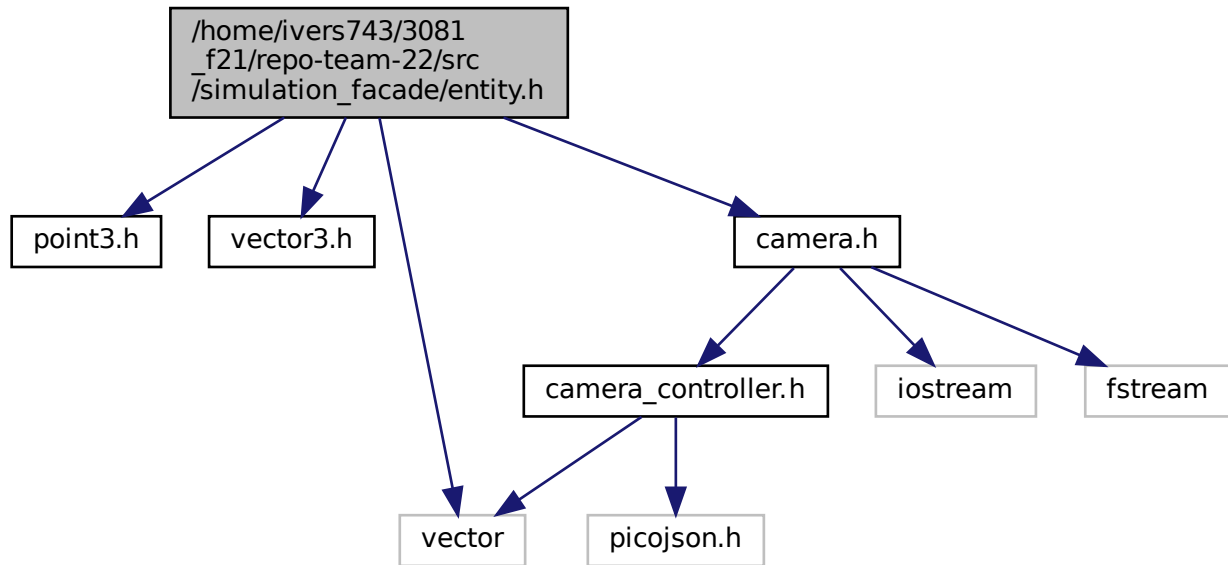 /home/ivers743/3081
_f21/repo-team-22/src
/simulation_facade/entity.h
point3.h
vector3.h
camera.h
camera_controller.h
iostream
fstream
vector
picojson.h